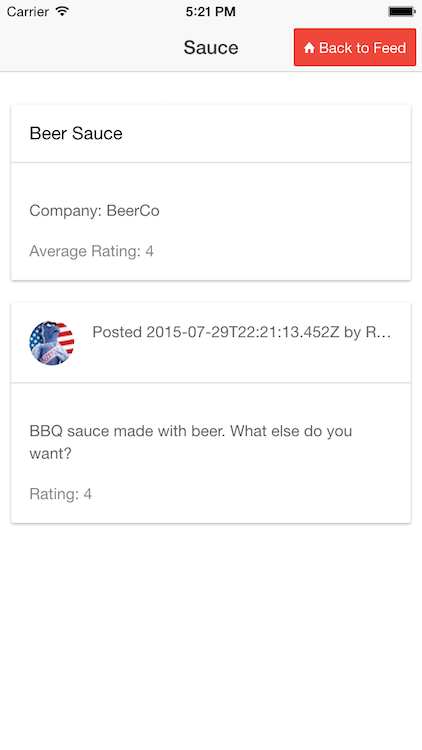 Carrier 5:21 PM
Sauce
Back to Feed
Beer Sauce
Company: BeerCo
Average Rating: 4
Posted 2015-07-29T22:21:13.452Z by R...
BBQ sauce made with beer. What else do you
want?
Rating: 4